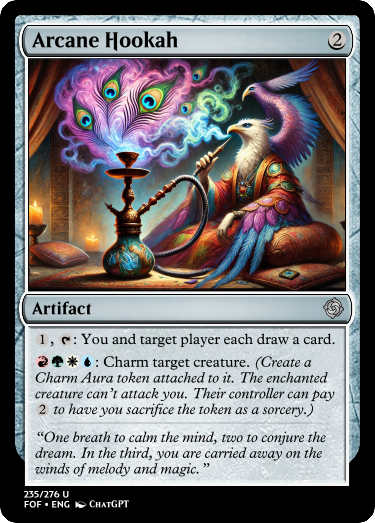 Arcane Hookah 2
Artifact
1, : You and target player each draw a card.
: Charm target creature. (Create a
Charm Aura token attached to it. The enchanted
creature can't attack you. Their controller can pay
2 to have you sacrifice the token as a sorcery.)
“One breath to calm the mind, two to conjure the
dream. In the third, you are carried away on the
winds of melody and magic.”
235/276 U
FOF • ENG ChatGPT